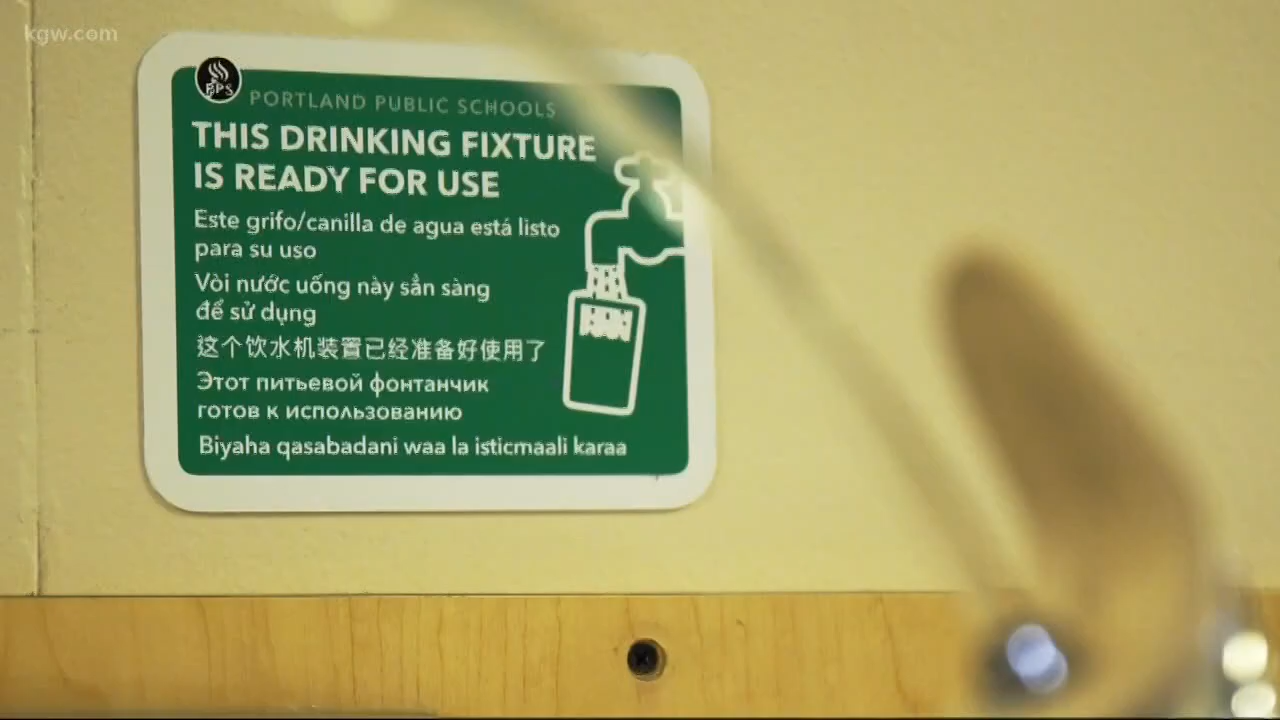 kgw.com
PPS
PORTLAND PUBLIC SCHOOLS
THIS DRINKING FIXTURE
IS READY FOR USE
Este grifo/canilla de agua está listo
para su uso
Vòi nước uống này sẵn sàng
để sử dụng
这个饮水机装置已经准备好使用了
Этот питьевой фонтанчик
готов к использованию
Biyaha qasabadani waa la isticmaali karaa